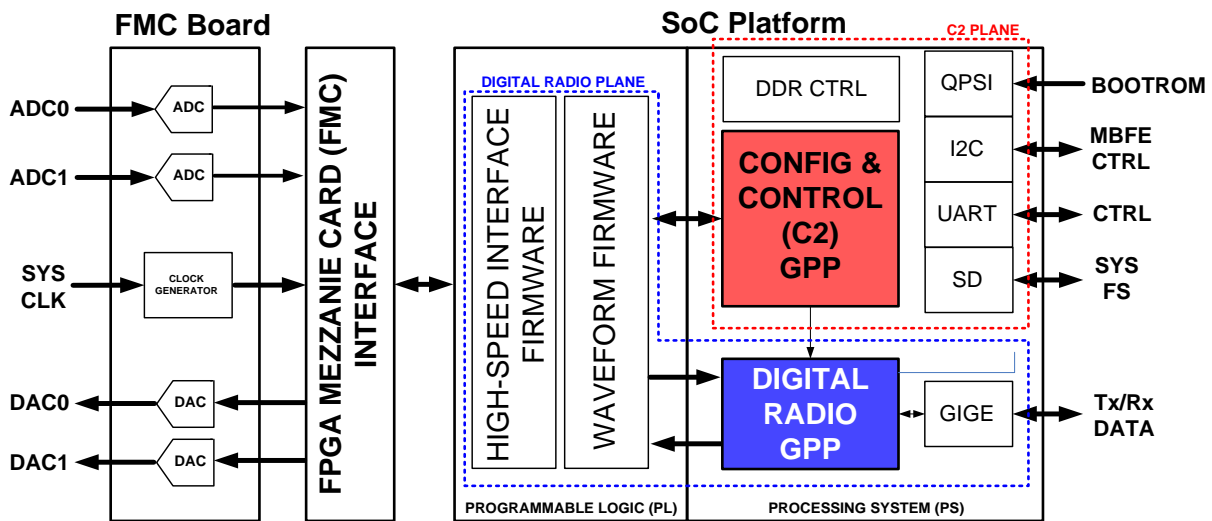 FMC Board
SoC Platform
C2 PLANE
DIGITAL RADIO PLANE
ADC0
ADC
ADC1
ADC
SYS
CLK
CLOCK
GENERATOR
DAC0
DAC
DAC1
DAC
FPGA MEZZANIE CARD (FMC)
INTERFACE
HIGH-SPEED INTERFACE
FIRMWARE
WAVEFORM FIRMWARE
DDR CTRL
CONFIG &
CONTROL
(C2)
GPP
QPSI
BOOTROM
I2C
MBFE
CTRL
UART
CTRL
SD
SYS
FS
DIGITAL
RADIO
GPP
GIGE
Tx/Rx
DATA
PROGRAMMABLE LOGIC (PL)
PROCESSING SYSTEM (PS)